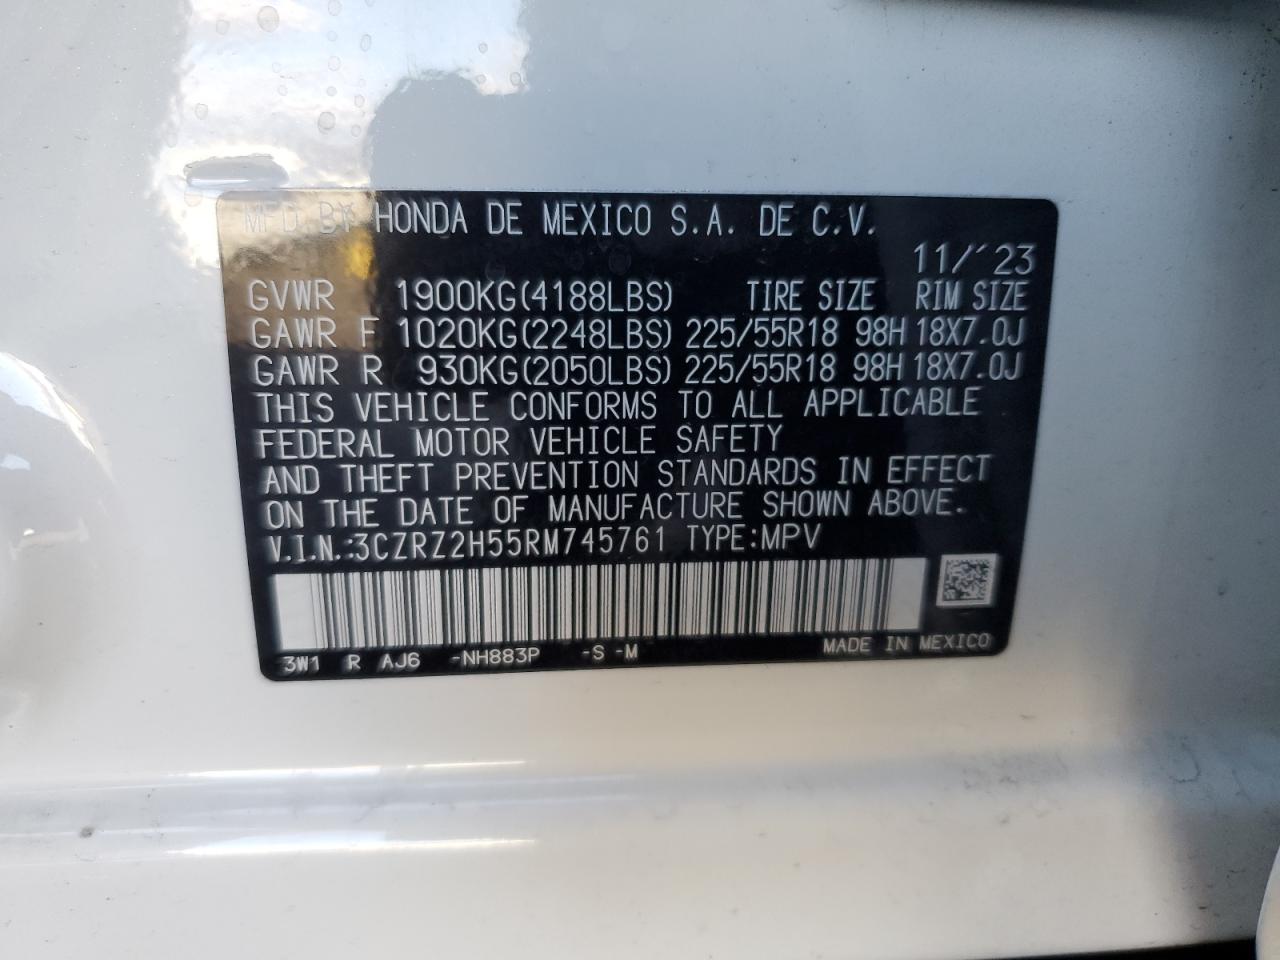 MFD. BY HONDA DE MEXICO S.A. DE C.V.
11/´23
GVWR 1900KG(4188LBS) TIRE SIZE RIM SIZE
GAWR F 1020KG(2248LBS) 225/55R18 98H 18X7.0J
GAWR R 930KG(2050LBS) 225/55R18 98H 18X7.0J
THIS VEHICLE CONFORMS TO ALL APPLICABLE
FEDERAL MOTOR VEHICLE SAFETY
AND THEFT PREVENTION STANDARDS IN EFFECT
ON THE DATE OF MANUFACTURE SHOWN ABOVE.
V.I.N.:3CZRZ2H55RM745761 TYPE:MPV
3W1 R AJ6 -NH883P -S -M MADE IN MEXICO